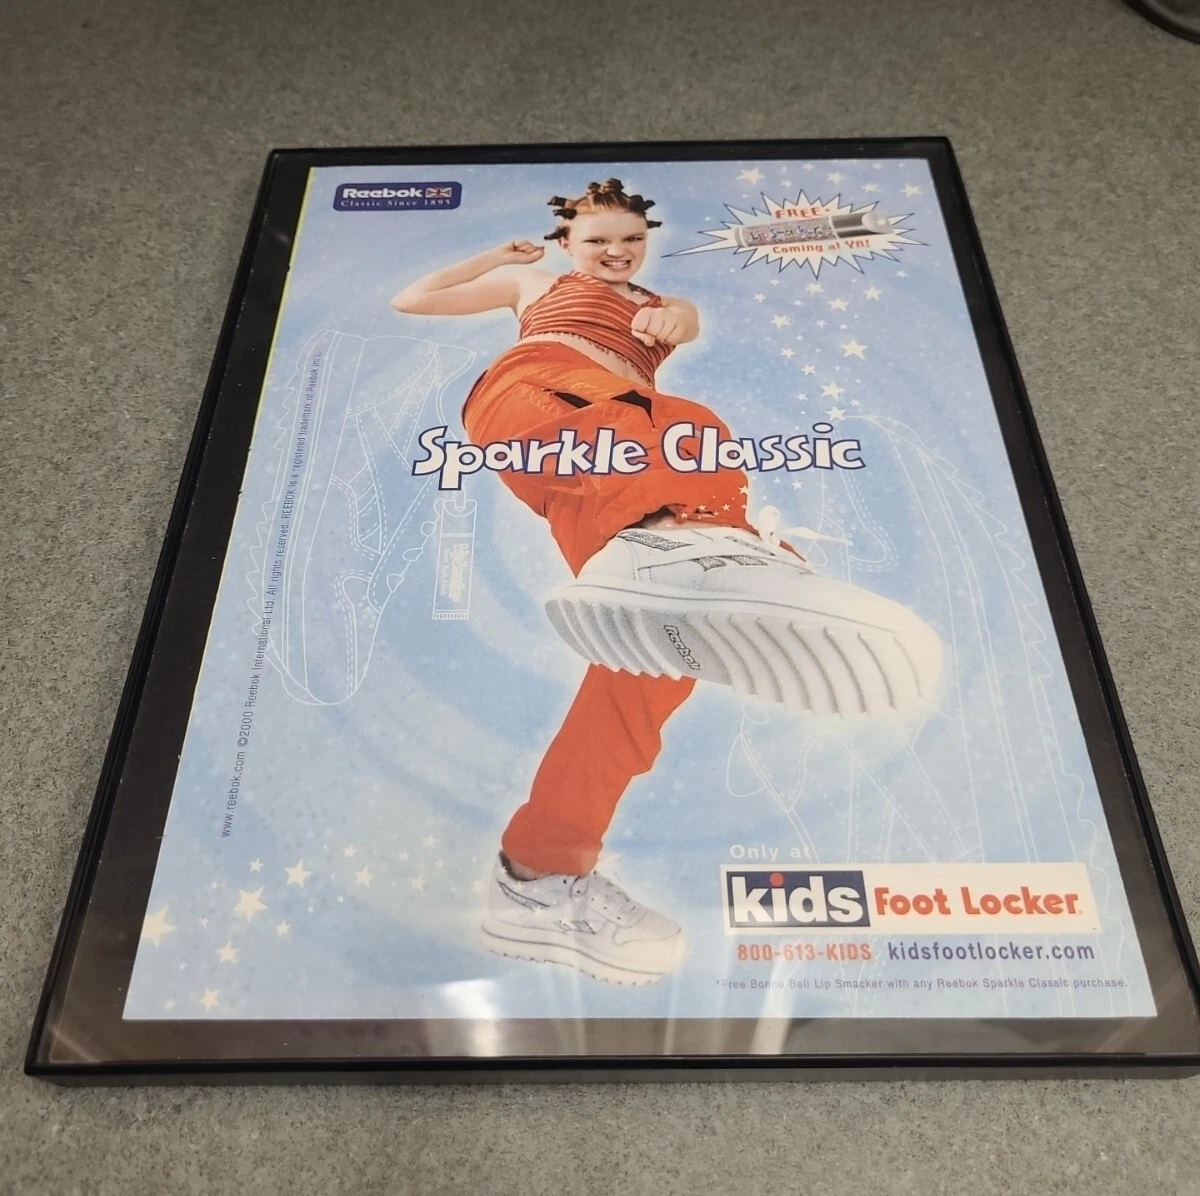 Reebok
Classic Since 1895
FREE*
Lip Smackers
Coming at YA!
Sparkle Classic
Reebok
www.reebok.com ©2000 Reebok International Ltd. All rights reserved. REEBOK is a registered trademark of Reebok Int'l.
Only at
kids Foot Locker®
800-613-KIDS kidsfootlocker.com
*Free Bonne Bell Lip Smacker with any Reebok Sparkle Classic purchase.